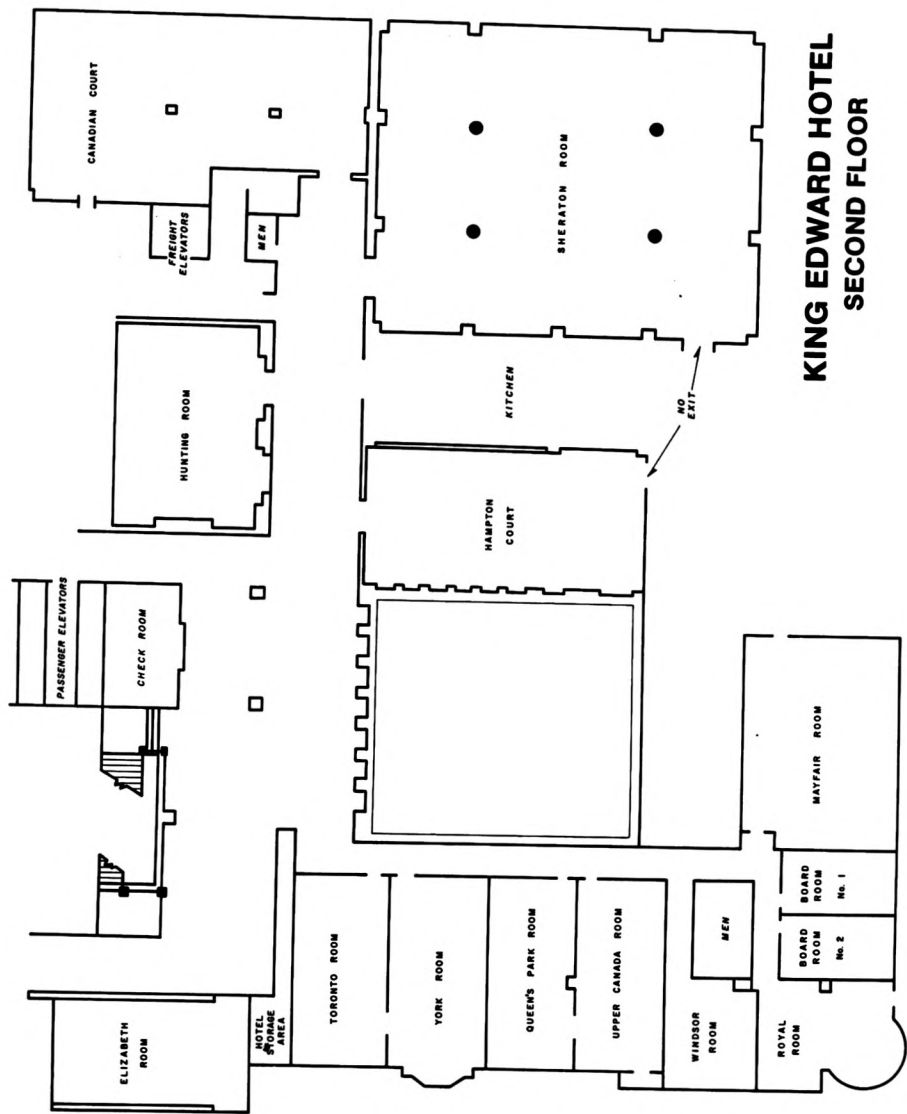 CANADIAN COURT
FREIGHT
ELEVATORS
MEN
SHERATON ROOM
HUNTING ROOM
KITCHEN
NO
EXIT
HAMPTON
COURT
PASSENGER ELEVATORS
CHECK ROOM
MAYFAIR ROOM
BOARD
ROOM
No. 1
BOARD
ROOM
No. 2
MEN
TORONTO ROOM
YORK ROOM
QUEEN'S PARK ROOM
UPPER CANADA ROOM
WINDSOR
ROOM
ROYAL
ROOM
HOTEL
STORAGE
AREA
ELIZABETH
ROOM
KING EDWARD HOTEL
SECOND FLOOR